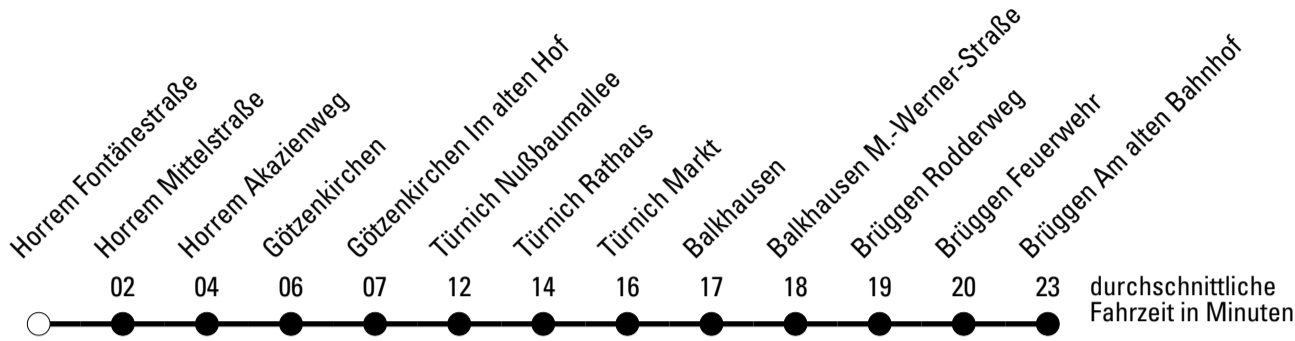 Horrem Fontänestraße
Horrem Mittelstraße
Horrem Akazienweg
Götzenkirchen
Götzenkirchen Im alten Hof
Türnich Nußbaumallee
Türnich Rathaus
Türnich Markt
Balkhausen
Balkhausen M.-Werner-Straße
Brüggen Rodderweg
Brüggen Feuerwehr
Brüggen Am alten Bahnhof
02 04 06 07 12 14 16 17 18 19 20 23
durchschnittliche
Fahrzeit in Minuten